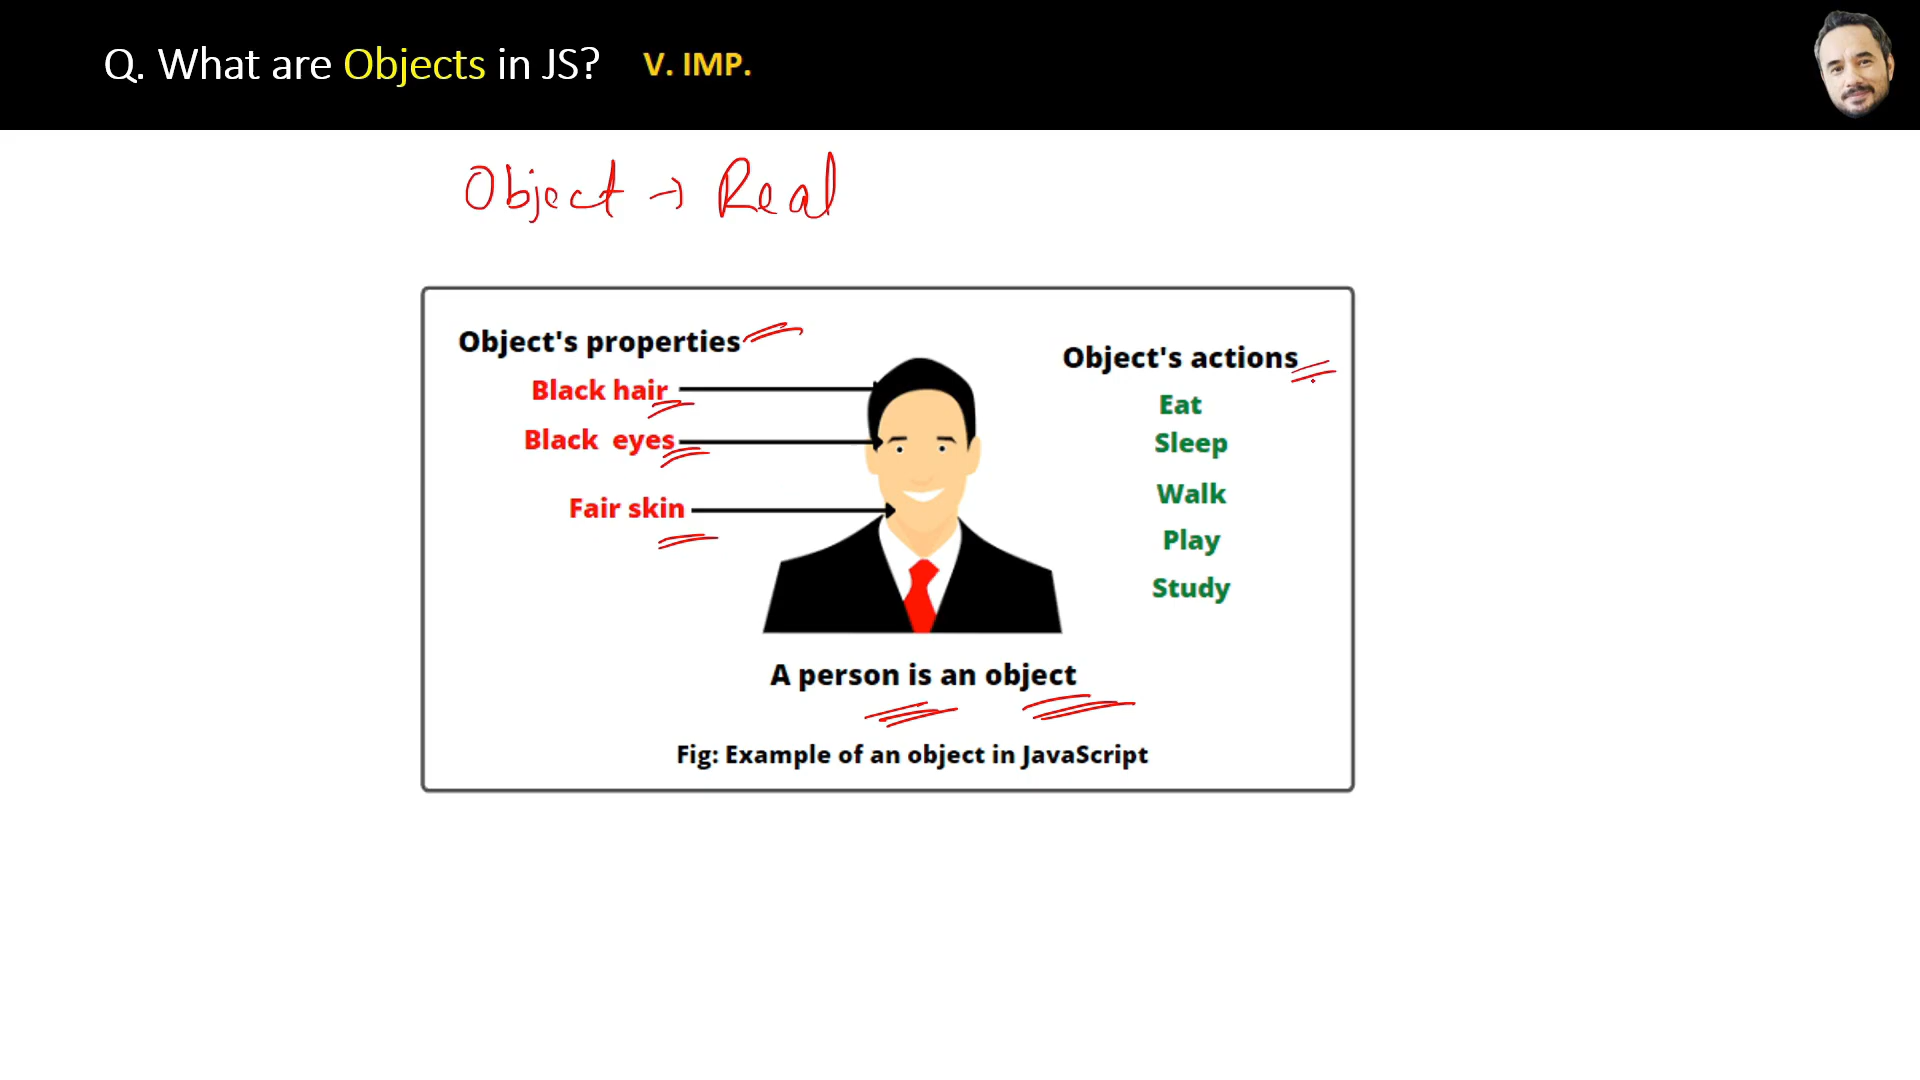 Q. What are Objects in JS? V. IMP.
Object → Real
Object's properties
Black hair
Black eyes
Fair skin
Object's actions
Eat
Sleep
Walk
Play
Study
A person is an object
Fig: Example of an object in JavaScript